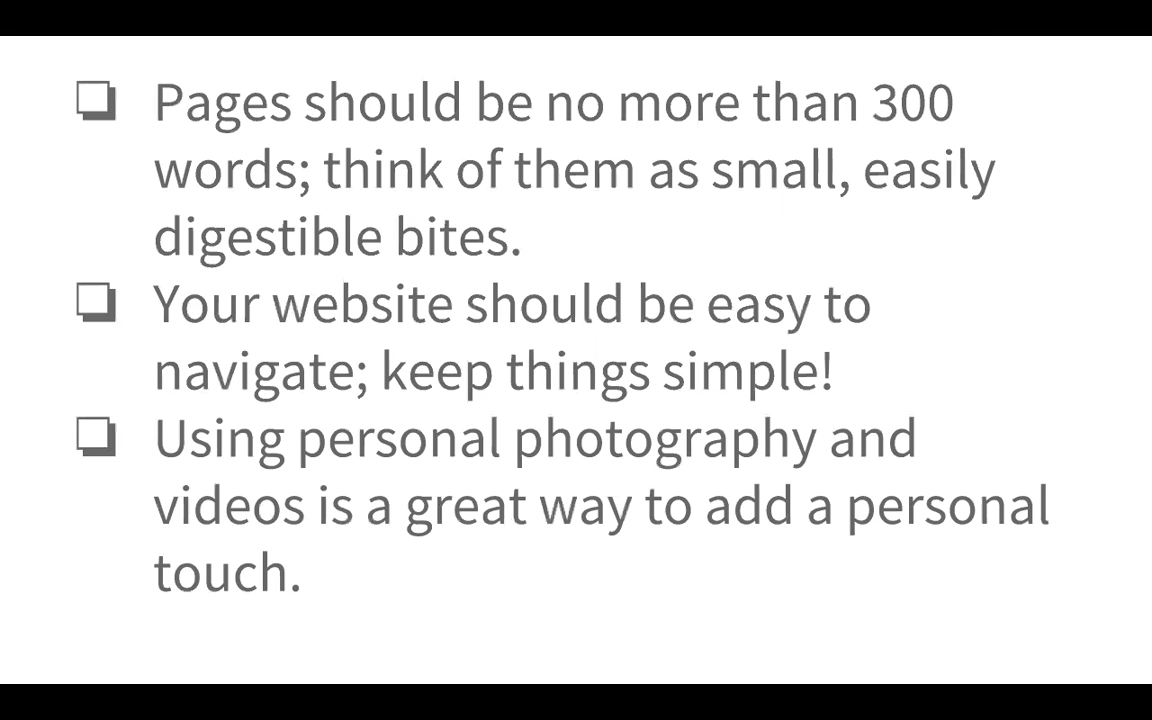 ❏ Pages should be no more than 300
words; think of them as small, easily
digestible bites.
❏ Your website should be easy to
navigate; keep things simple!
❏ Using personal photography and
videos is a great way to add a personal
touch.